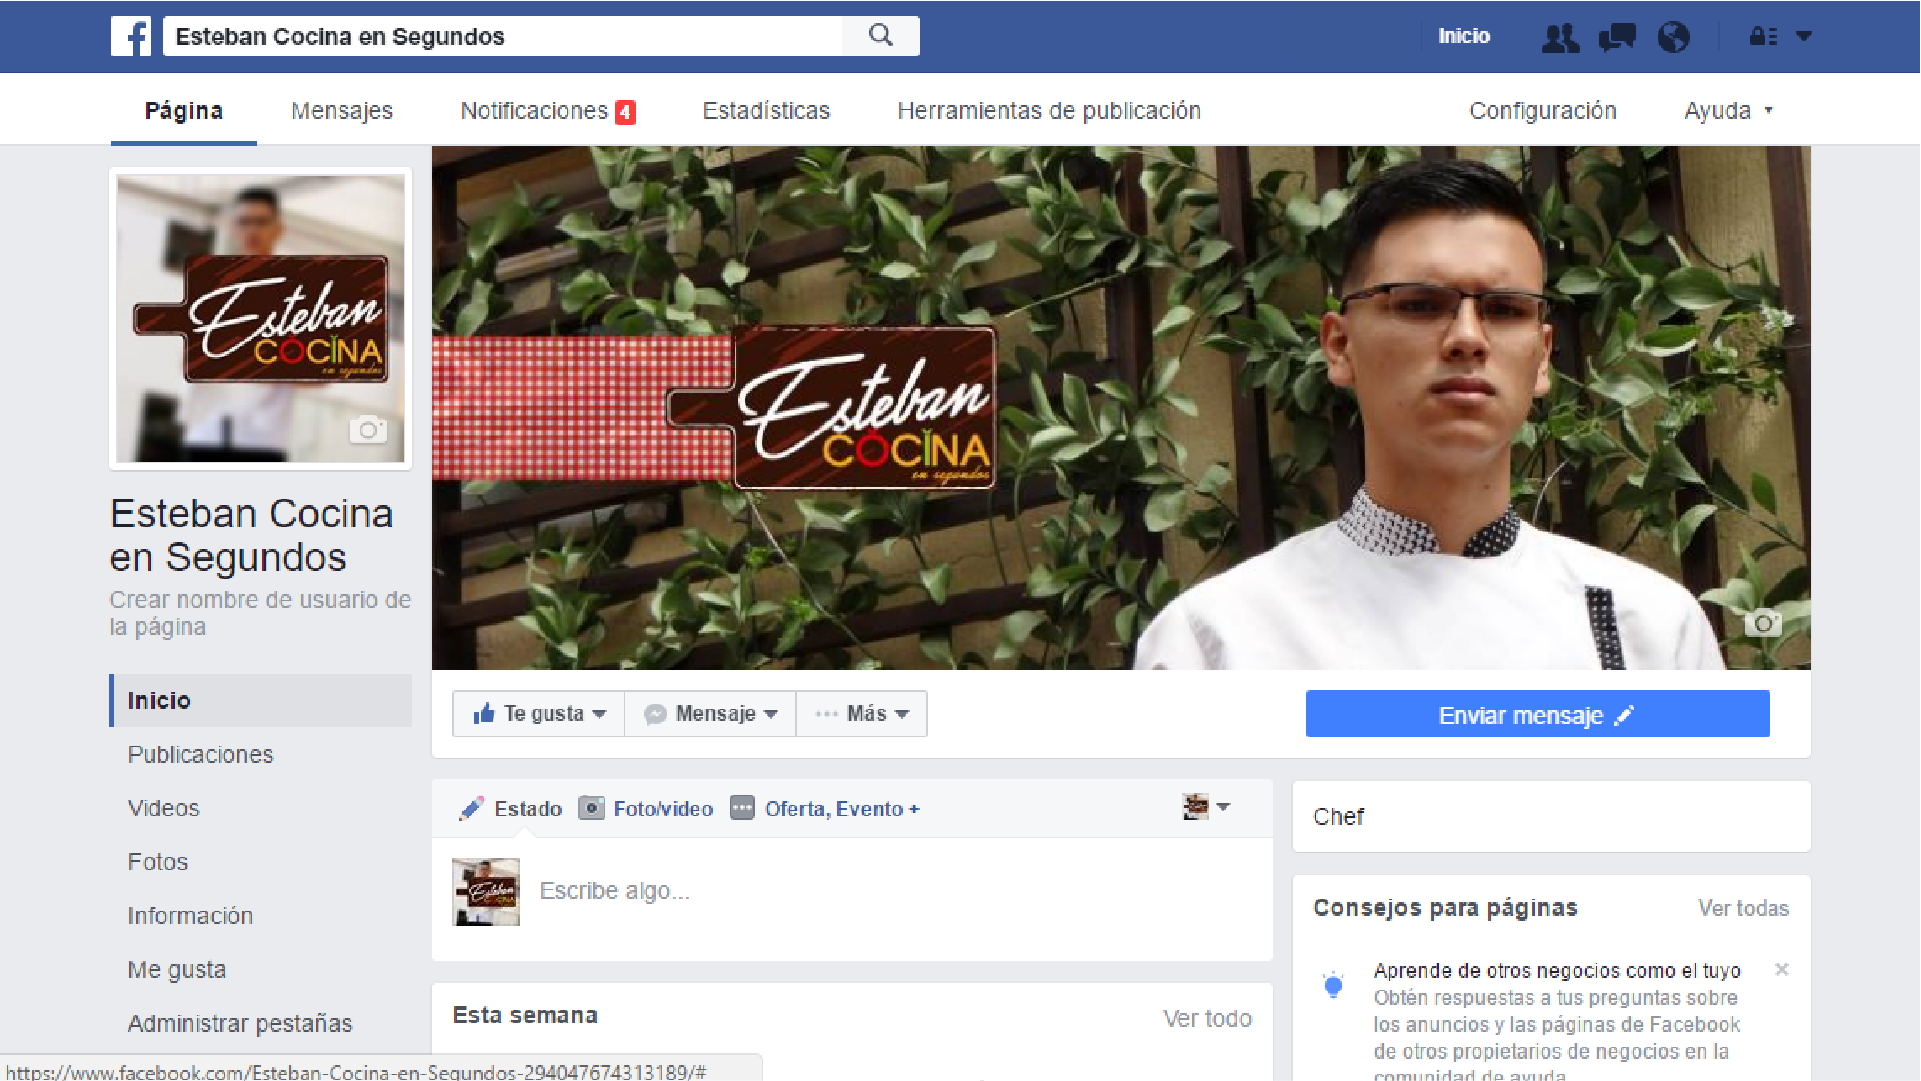 Esteban Cocina en Segundos
Inicio
Página
Mensajes
Notificaciones 4
Estadísticas
Herramientas de publicación
Configuración
Ayuda
Esteban
COCINA
en segundos
Esteban
COCINA
en segundos
Esteban Cocina
en Segundos
Crear nombre de usuario de
la página
Inicio
Publicaciones
Videos
Fotos
Información
Me gusta
Administrar pestañas
Te gusta
Mensaje
Más
Enviar mensaje
Estado
Foto/video
Oferta, Evento +
Esteban
COCINA
Escribe algo...
Esta semana
Ver todo
Chef
Consejos para páginas
Ver todas
Aprende de otros negocios como el tuyo
Obtén respuestas a tus preguntas sobre
los anuncios y las páginas de Facebook
de otros propietarios de negocios en la
comunidad de ayuda
https://www.facebook.com/Esteban-Cocina-en-Segundos-294047674313189/#